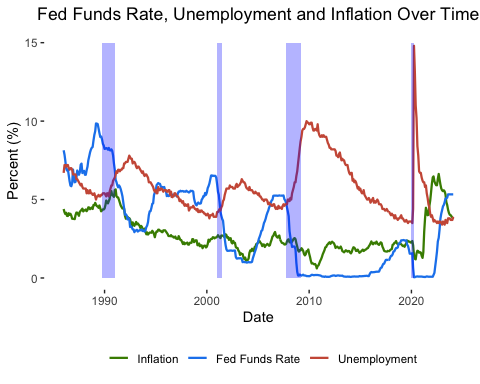 Fed Funds Rate, Unemployment and Inflation Over Time
Percent (%)
15
10
5
0
1990 2000 2010 2020
Date
Inflation Fed Funds Rate Unemployment